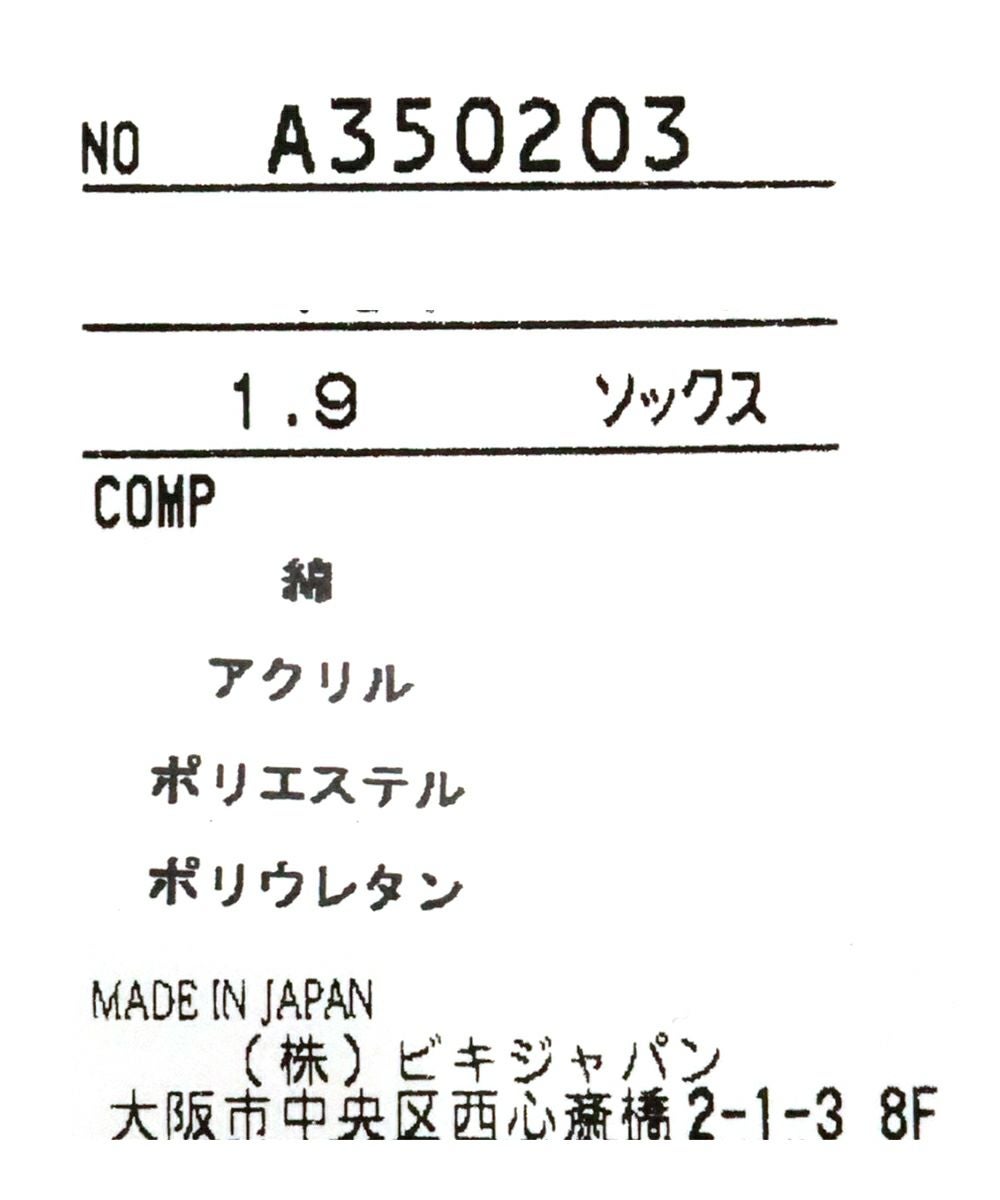 NO A350203
1.9 ソックス
COMP
綿
アクリル
ポリエステル
ポリウレタン
MADE IN JAPAN
(株)ビキジャパン
大阪市中央区西心斎橋2-1-3 8F